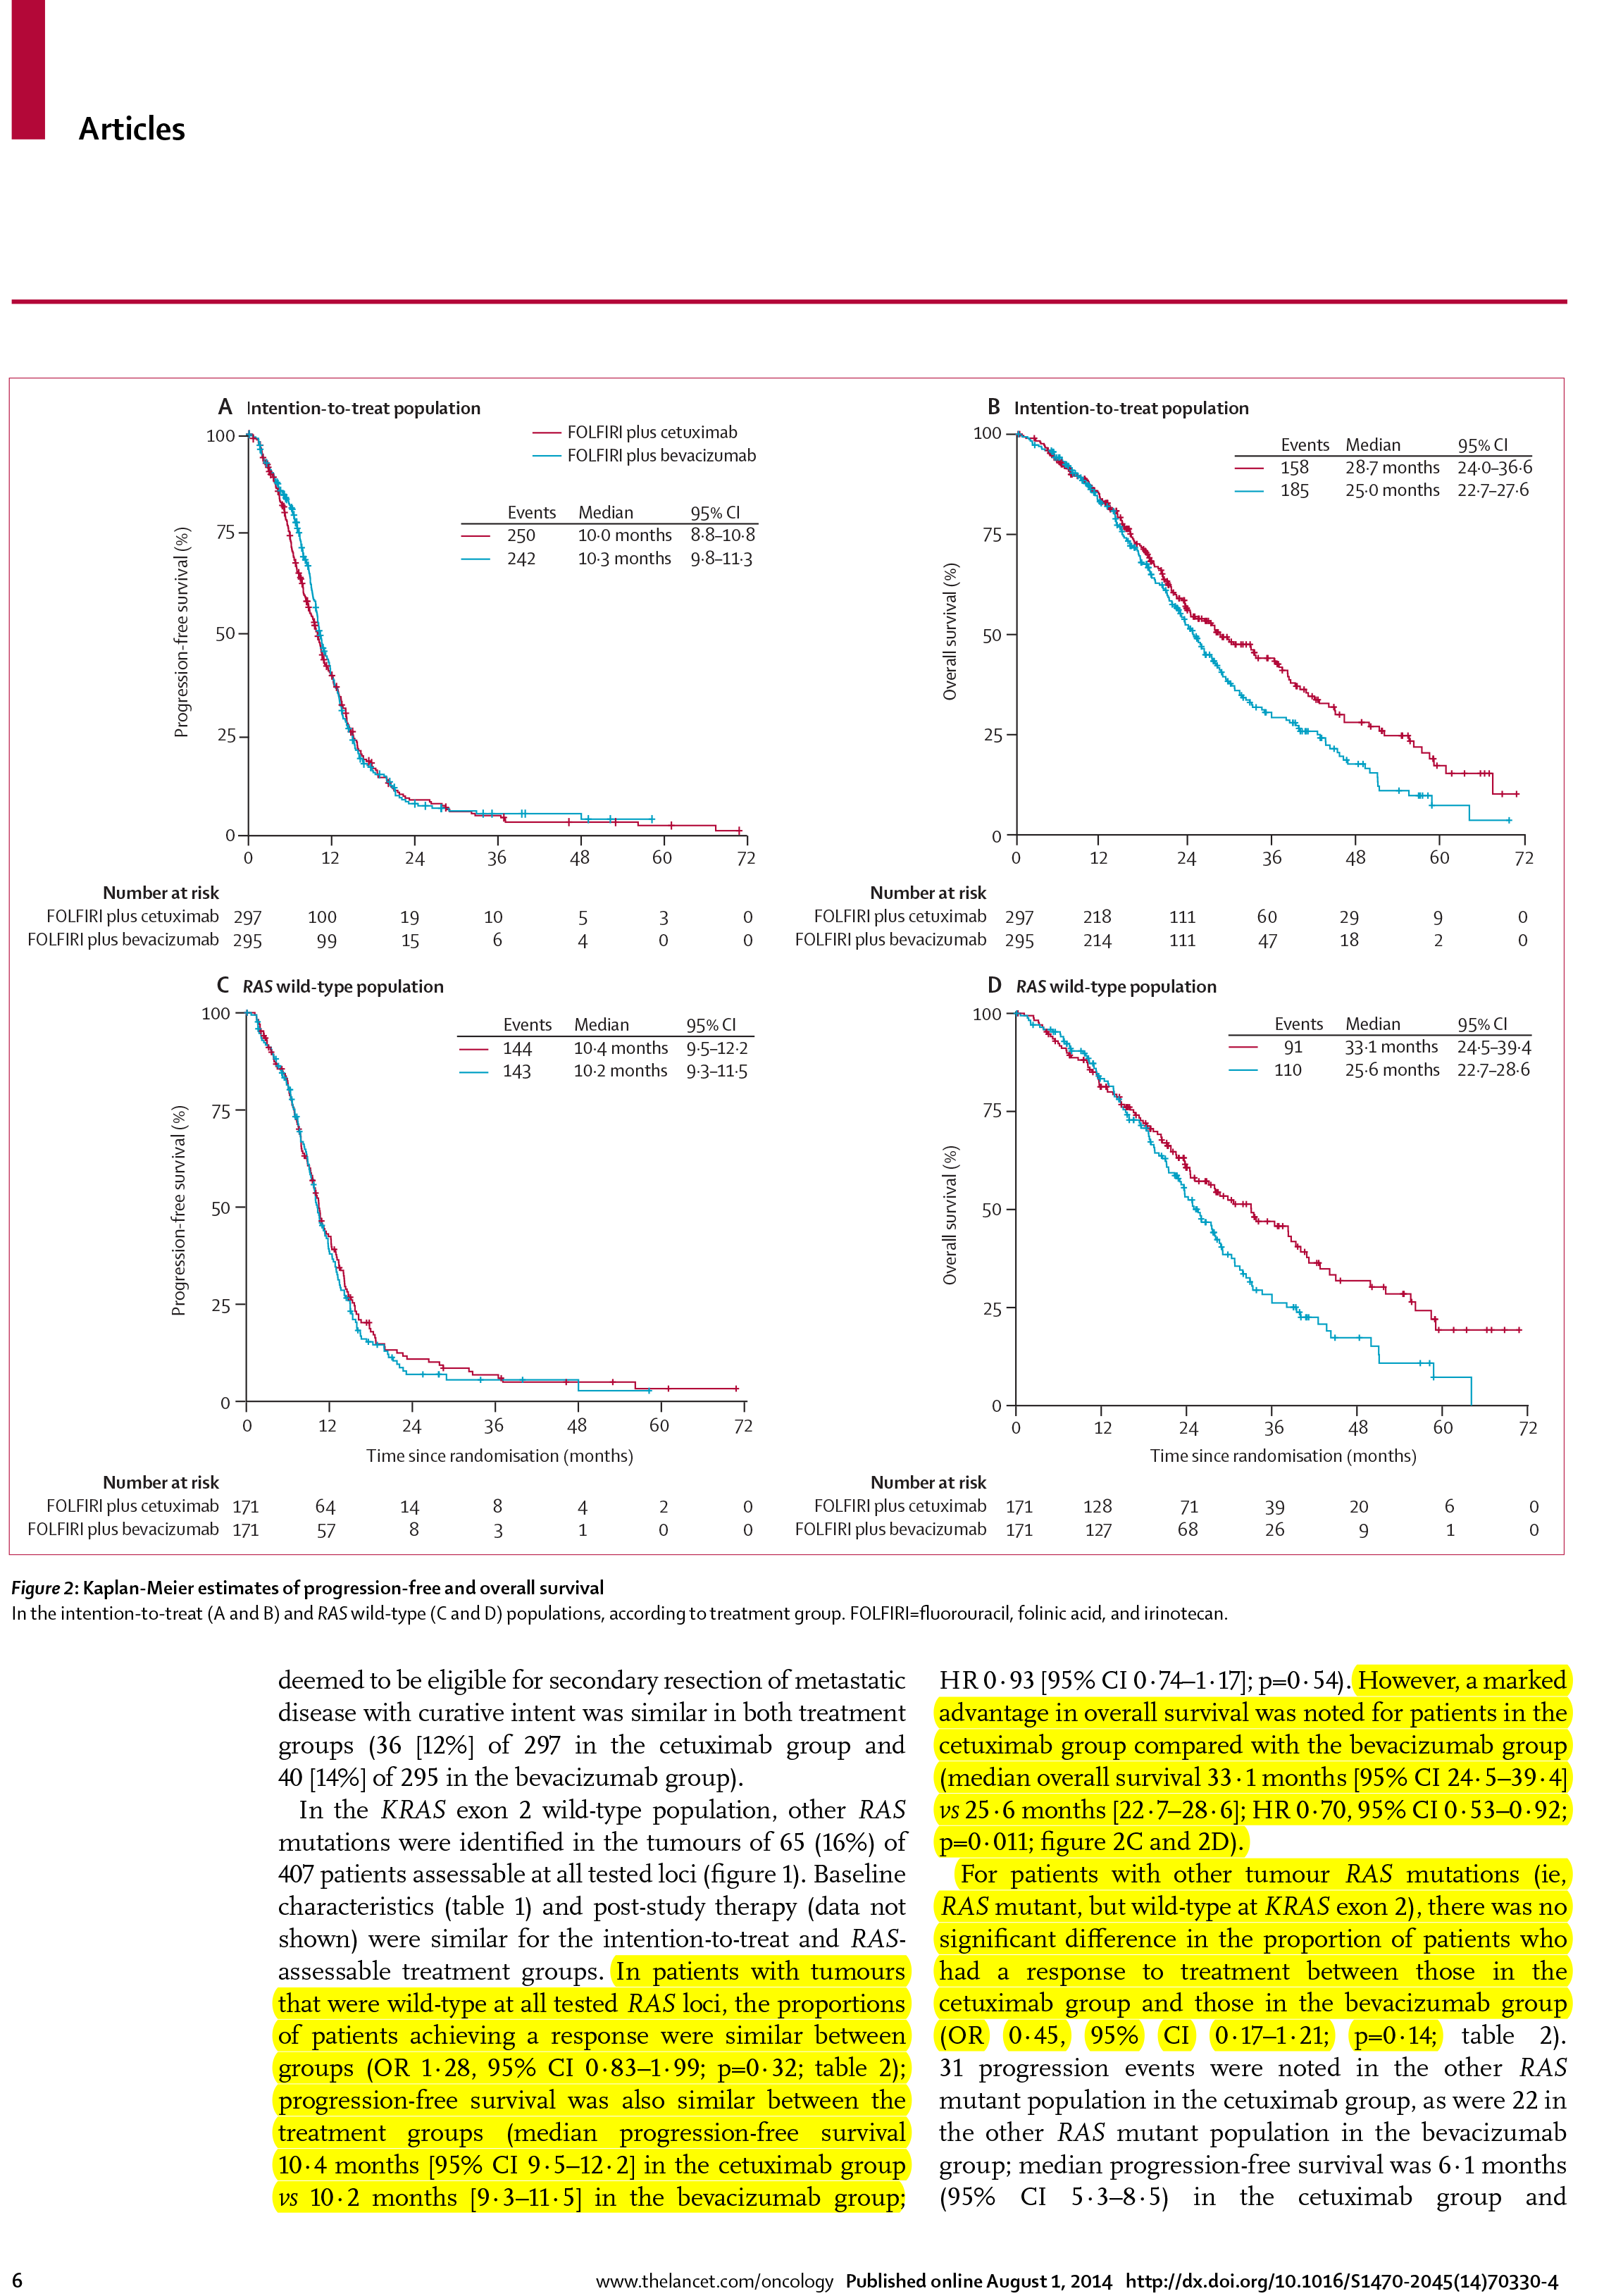 Articles
A Intention-to-treat population
FOLFIRI plus cetuximab
FOLFIRI plus bevacizumab
Events Median 95% CI
250 10·0 months 8·8–10·8
242 10·3 months 9·8–11·3
Progression-free survival (%)
100
75
50
25
0
0 12 24 36 48 60 72
Number at risk
FOLFIRI plus cetuximab 297 100 19 10 5 3 0
FOLFIRI plus bevacizumab 295 99 15 6 4 0 0
B Intention-to-treat population
Events Median 95% CI
158 28·7 months 24·0–36·6
185 25·0 months 22·7–27·6
Overall survival (%)
100
75
50
25
0
0 12 24 36 48 60 72
Number at risk
FOLFIRI plus cetuximab 297 218 111 60 29 9 0
FOLFIRI plus bevacizumab 295 214 111 47 18 2 0
C RAS wild-type population
Events Median 95% CI
144 10·4 months 9·5–12·2
143 10·2 months 9·3–11·5
Progression-free survival (%)
100
75
50
25
0
0 12 24 36 48 60 72
Time since randomisation (months)
Number at risk
FOLFIRI plus cetuximab 171 64 14 8 4 2 0
FOLFIRI plus bevacizumab 171 57 8 3 1 0 0
D RAS wild-type population
Events Median 95% CI
91 33·1 months 24·5–39·4
110 25·6 months 22·7–28·6
Overall survival (%)
100
75
50
25
0
0 12 24 36 48 60 72
Time since randomisation (months)
Number at risk
FOLFIRI plus cetuximab 171 128 71 39 20 6 0
FOLFIRI plus bevacizumab 171 127 68 26 9 1 0
Figure 2: Kaplan-Meier estimates of progression-free and overall survival
In the intention-to-treat (A and B) and RAS wild-type (C and D) populations, according to treatment group. FOLFIRI=fluorouracil, folinic acid, and irinotecan.
deemed to be eligible for secondary resection of metastatic
disease with curative intent was similar in both treatment
groups (36 [12%] of 297 in the cetuximab group and
40 [14%] of 295 in the bevacizumab group).
In the KRAS exon 2 wild-type population, other RAS
mutations were identified in the tumours of 65 (16%) of
407 patients assessable at all tested loci (figure 1). Baseline
characteristics (table 1) and post-study therapy (data not
shown) were similar for the intention-to-treat and RAS-
assessable treatment groups. In patients with tumours
that were wild-type at all tested RAS loci, the proportions
of patients achieving a response were similar between
groups (OR 1·28, 95% CI 0·83–1·99; p=0·32; table 2);
progression-free survival was also similar between the
treatment groups (median progression-free survival
10·4 months [95% CI 9·5–12·2] in the cetuximab group
vs 10·2 months [9·3–11·5] in the bevacizumab group;
HR 0·93 [95% CI 0·74–1·17]; p=0·54). However, a marked
advantage in overall survival was noted for patients in the
cetuximab group compared with the bevacizumab group
(median overall survival 33·1 months [95% CI 24·5–39·4]
vs 25·6 months [22·7–28·6]; HR 0·70, 95% CI 0·53–0·92;
p=0·011; figure 2C and 2D).
For patients with other tumour RAS mutations (ie,
RAS mutant, but wild-type at KRAS exon 2), there was no
significant difference in the proportion of patients who
had a response to treatment between those in the
cetuximab group and those in the bevacizumab group
(OR 0·45, 95% CI 0·17–1·21; p=0·14; table 2).
31 progression events were noted in the other RAS
mutant population in the cetuximab group, as were 22 in
the other RAS mutant population in the bevacizumab
group; median progression-free survival was 6·1 months
(95% CI 5·3–8·5) in the cetuximab group and
6 www.thelancet.com/oncology Published online August 1, 2014 http://dx.doi.org/10.1016/S1470-2045(14)70330-4